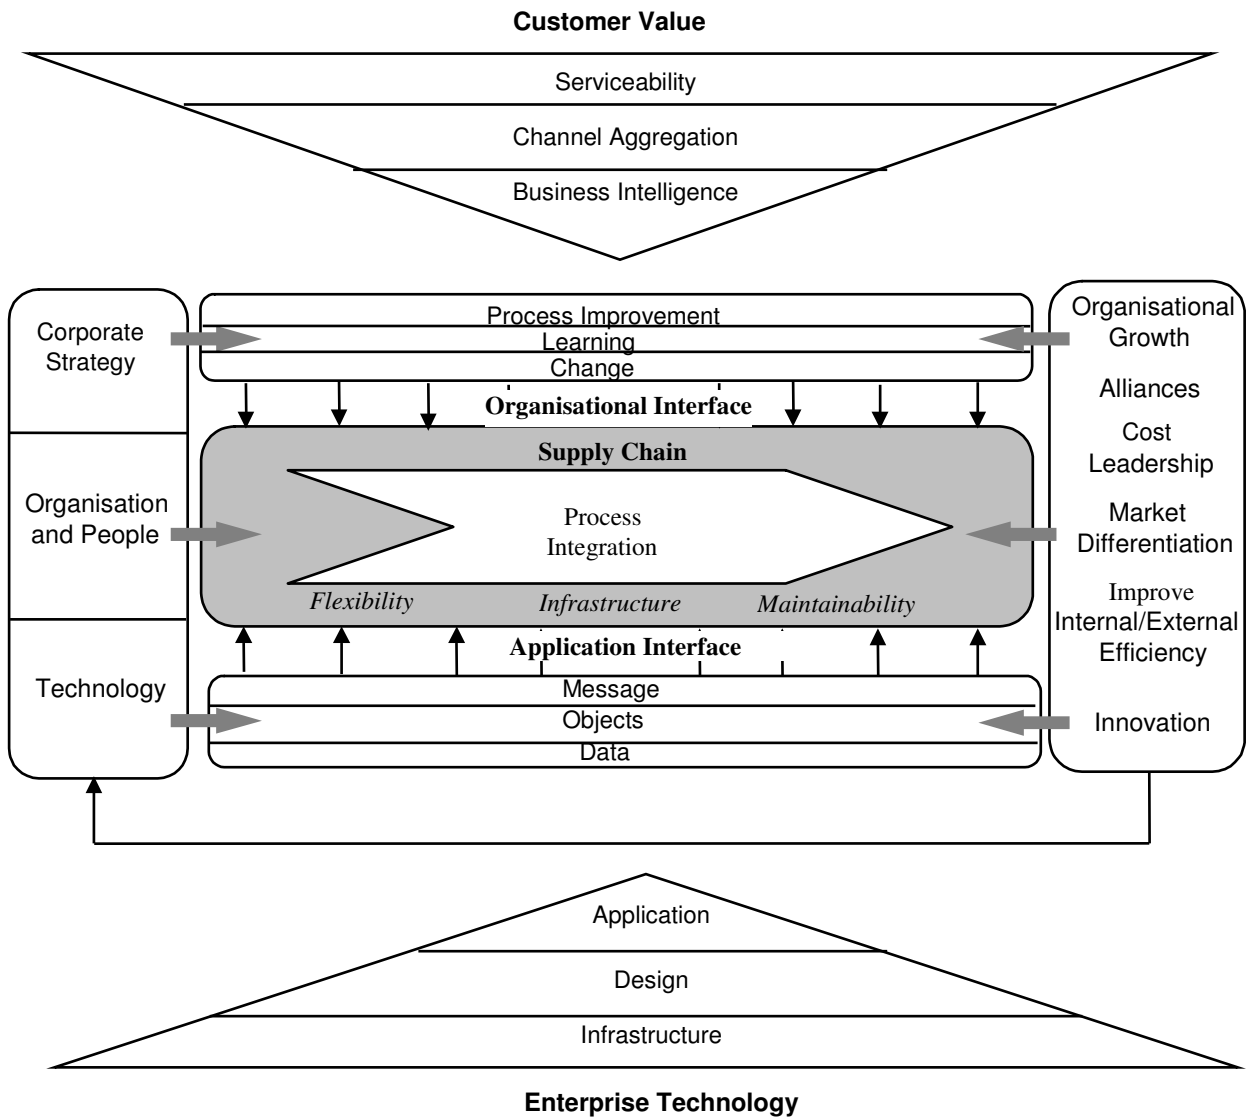 Customer Value
Serviceability
Channel Aggregation
Business Intelligence
Corporate
Strategy
Organisation
and People
Technology
Process Improvement
Learning
Change
Organisational Interface
Supply Chain
Process
Integration
Flexibility Infrastructure Maintainability
Application Interface
Message
Objects
Data
Organisational
Growth
Alliances
Cost
Leadership
Market
Differentiation
Improve
Internal/External
Efficiency
Innovation
Application
Design
Infrastructure
Enterprise Technology